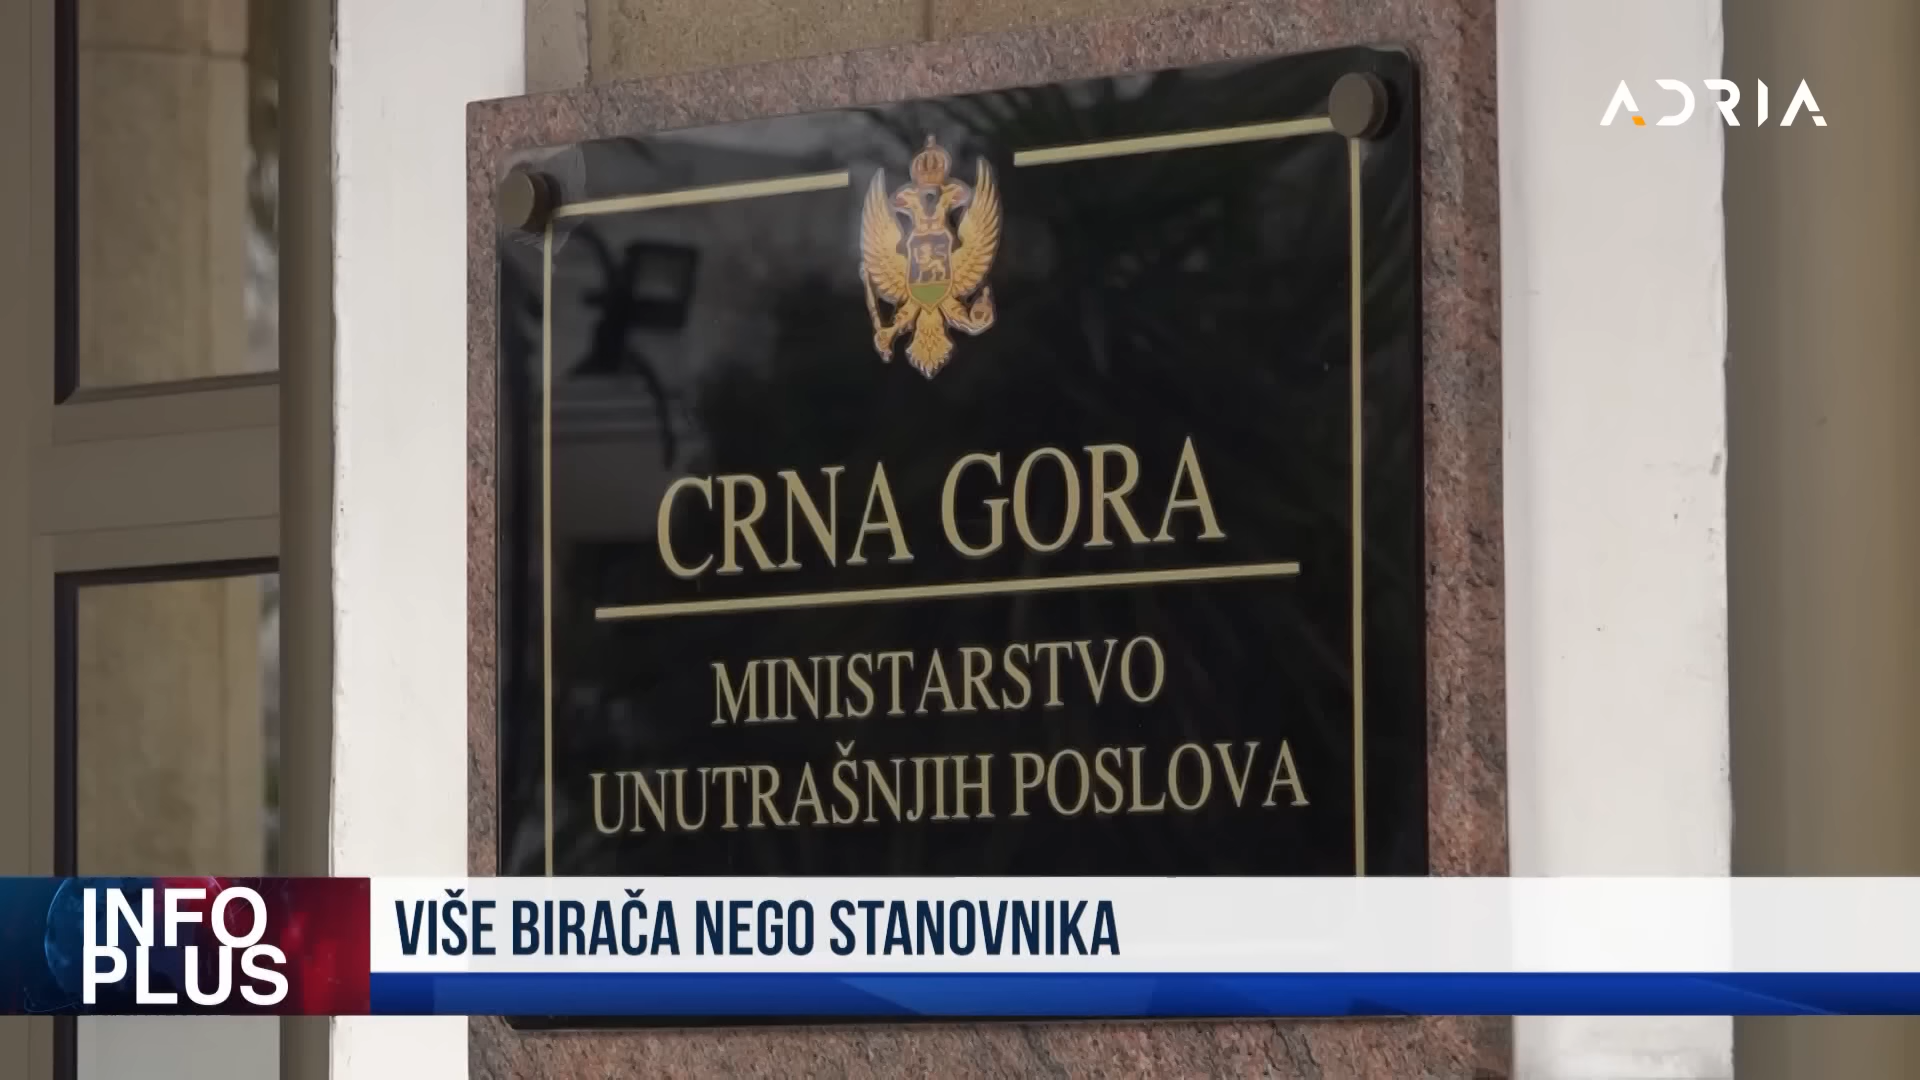 ADRIA
CRNA GORA
MINISTARSTVO
UNUTRAŠNJIH POSLOVA
INFO
PLUS
VIŠE BIRAČA NEGO STANOVNIKA